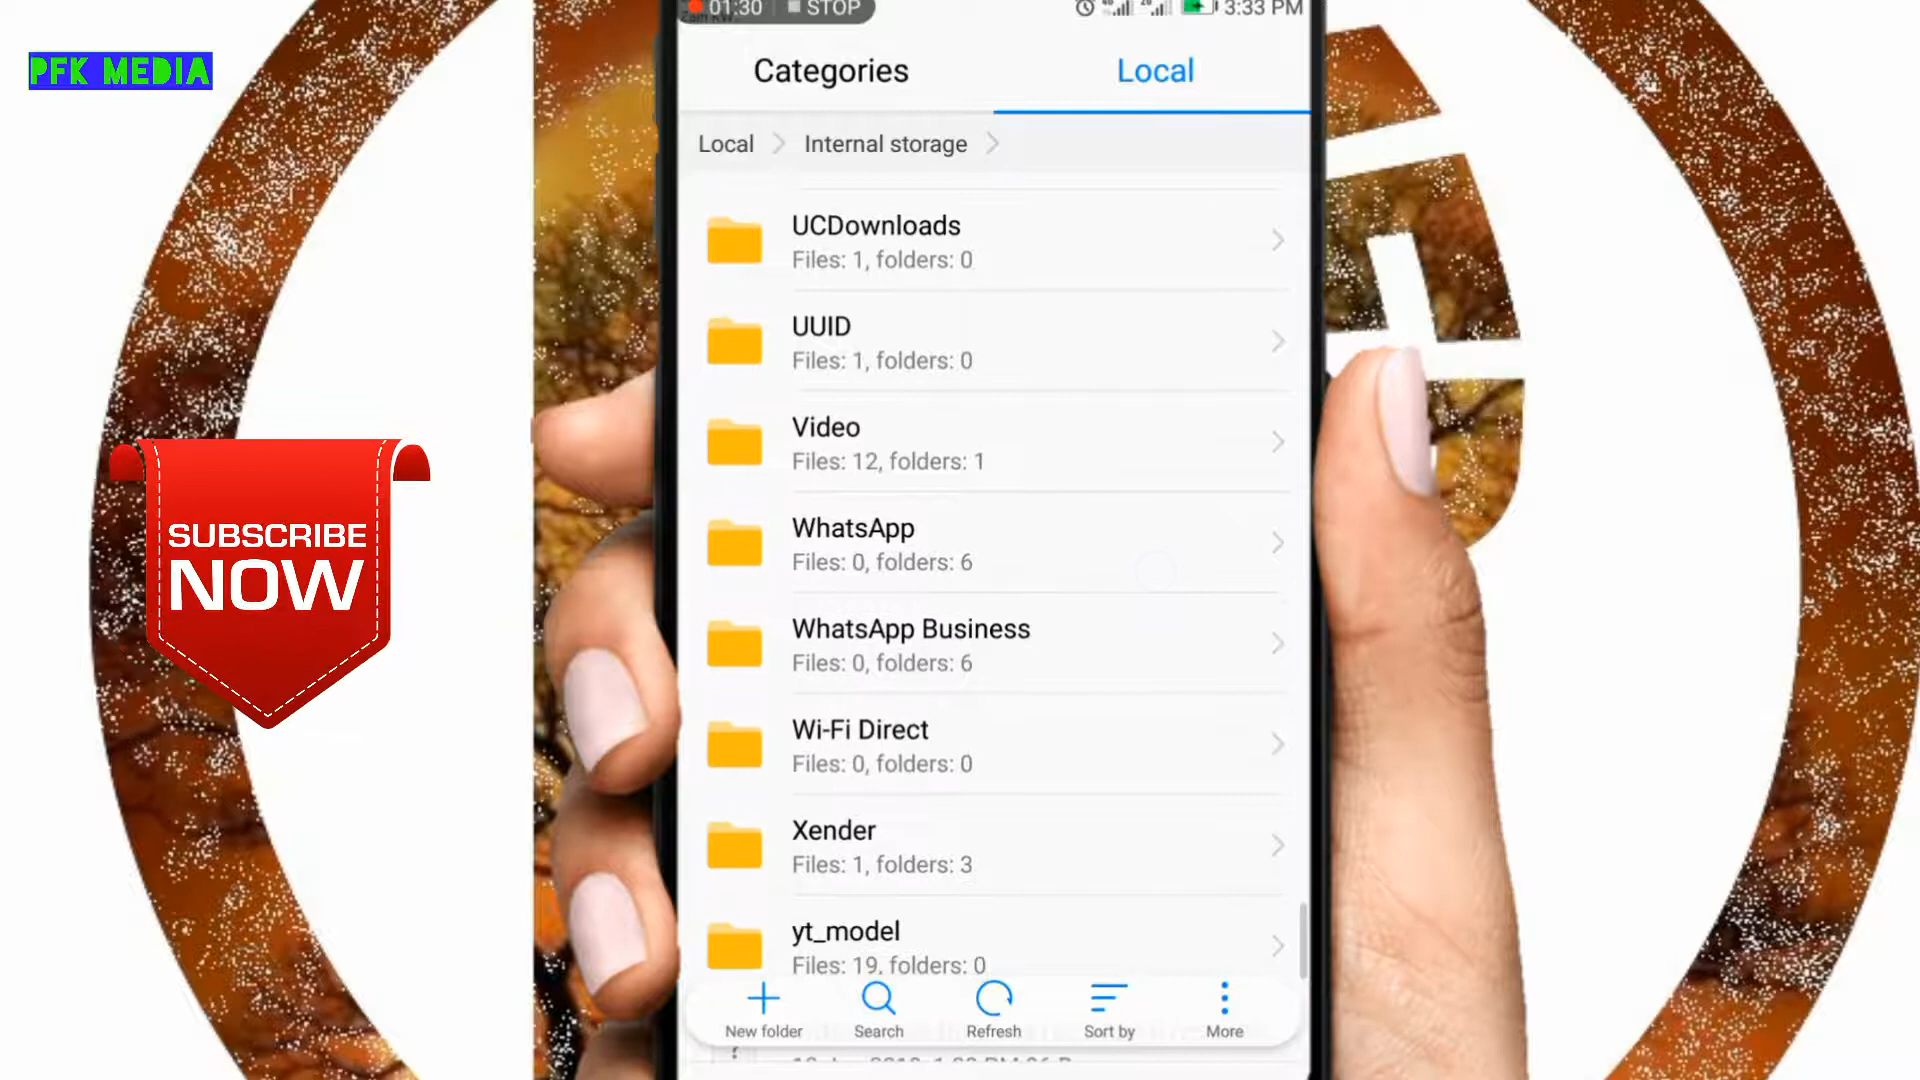 PFK MEDIA
01:30 STOP
3:33 PM
Categories
Local
Local
Internal storage
UCDownloads
Files: 1, folders: 0
UUID
Files: 1, folders: 0
Video
Files: 12, folders: 1
WhatsApp
Files: 0, folders: 6
WhatsApp Business
Files: 0, folders: 6
Wi-Fi Direct
Files: 0, folders: 0
Xender
Files: 1, folders: 3
yt_model
Files: 19, folders: 0
New folder
Search
Refresh
Sort by
More
SUBSCRIBE
NOW